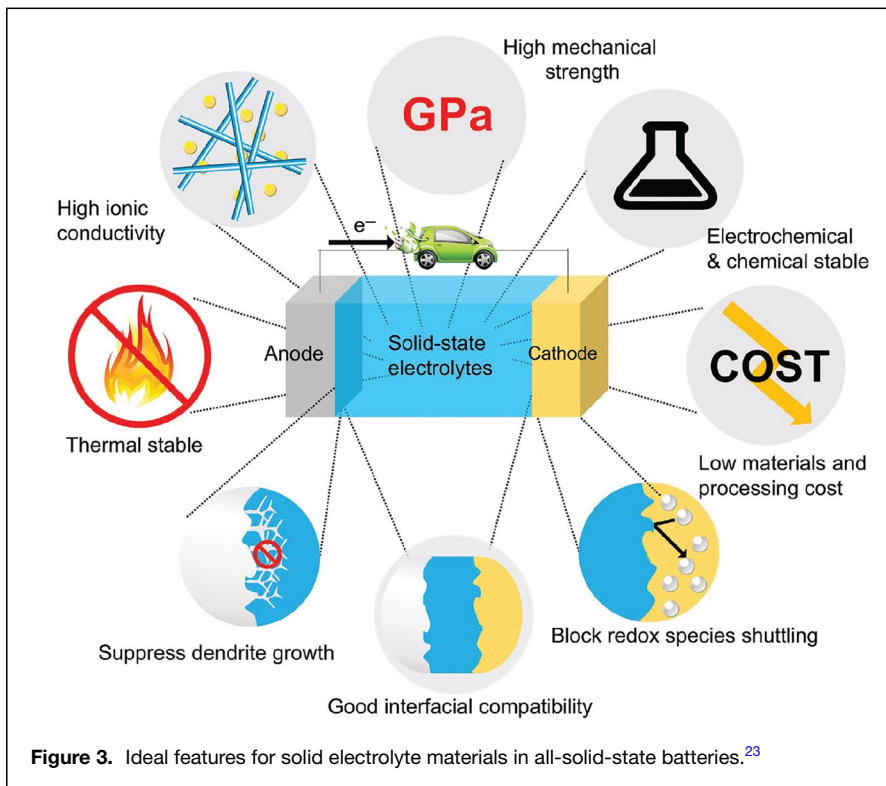 High mechanical
strength
GPa
High ionic
conductivity
e–
Electrochemical
& chemical stable
Anode
Solid-state
electrolytes
Cathode
COST
Thermal stable
Low materials and
processing cost
Suppress dendrite growth
Block redox species shuttling
Good interfacial compatibility
Figure 3. Ideal features for solid electrolyte materials in all-solid-state batteries.23